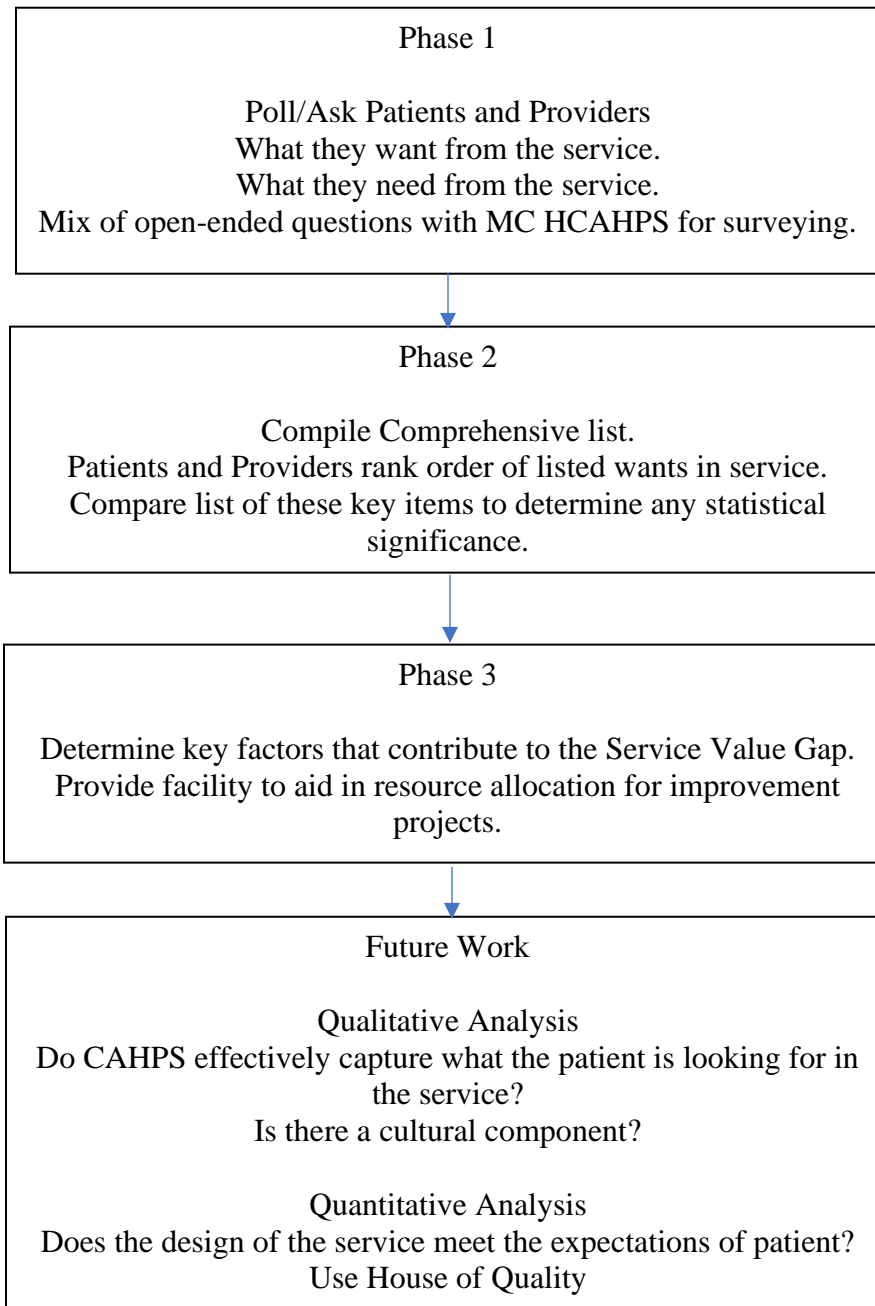 Phase 1
Poll/Ask Patients and Providers
What they want from the service.
What they need from the service.
Mix of open-ended questions with MC HCAHPS for surveying.
Phase 2
Compile Comprehensive list.
Patients and Providers rank order of listed wants in service.
Compare list of these key items to determine any statistical
significance.
Phase 3
Determine key factors that contribute to the Service Value Gap.
Provide facility to aid in resource allocation for improvement
projects.
Future Work
Qualitative Analysis
Do CAHPS effectively capture what the patient is looking for in
the service?
Is there a cultural component?
Quantitative Analysis
Does the design of the service meet the expectations of patient?
Use House of Quality